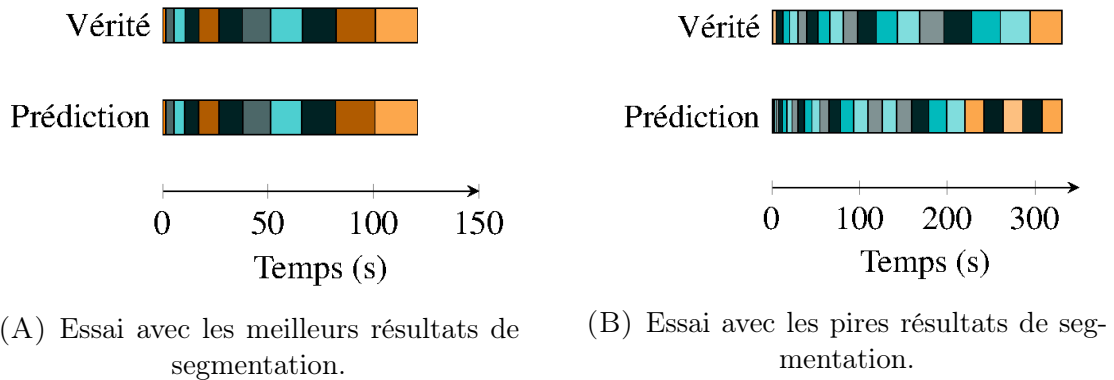 Vérité
Prédiction
0 50 100 150
Temps (s)
(A) Essai avec les meilleurs résultats de
segmentation.
Vérité
Prédiction
0 100 200 300
Temps (s)
(B) Essai avec les pires résultats de seg-
mentation.